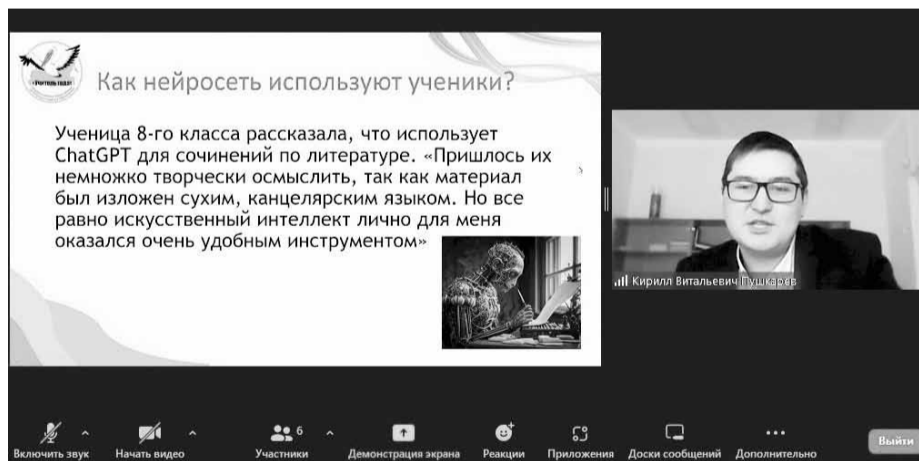 «УЧИТЕЛЬ ГОДА»
Как нейросеть используют ученики?
Ученица 8-го класса рассказала, что использует
ChatGPT для сочинений по литературе. «Пришлось их
немножко творчески осмыслить, так как материал
был изложен сухим, канцелярским языком. Но все
равно искусственный интеллект лично для меня
оказался очень удобным инструментом»
Кирилл Витальевич Пушкарев
6
Включить звук
Начать видео
Участники
Демонстрация экрана
Реакции
Приложения
Доски сообщений
Дополнительно
Выйти